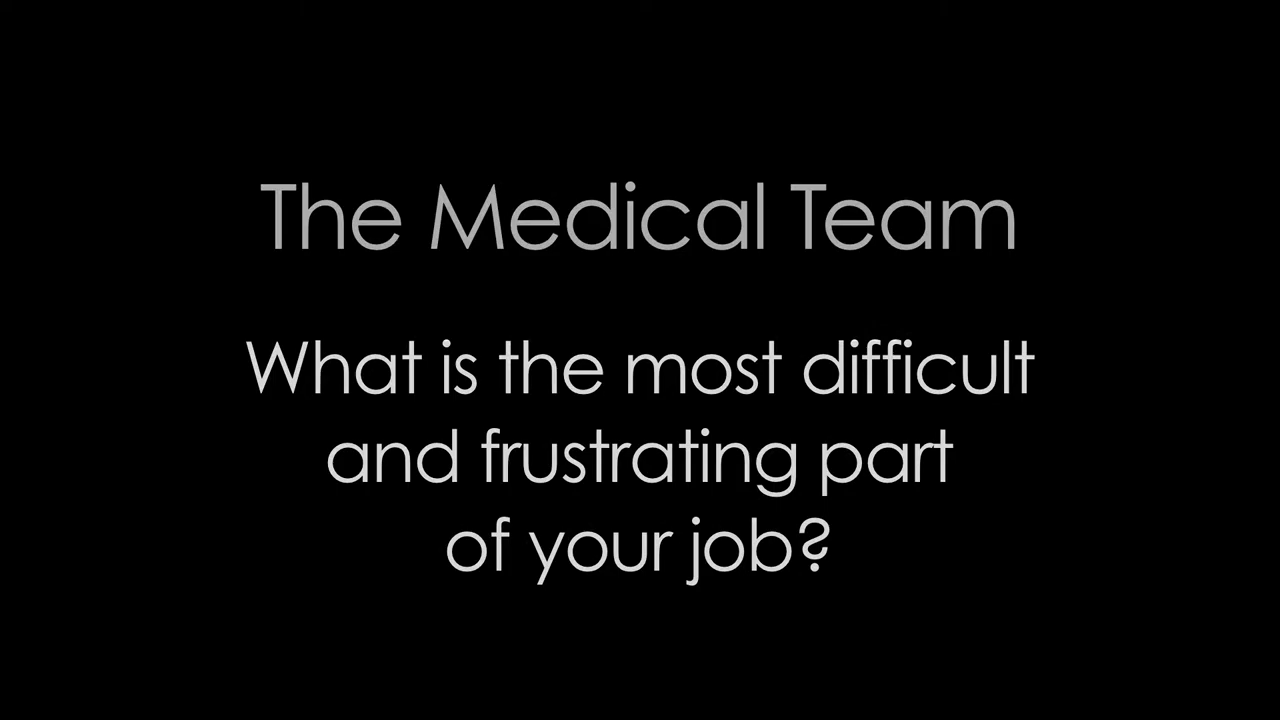 The Medical Team
What is the most difficult
and frustrating part
of your job?